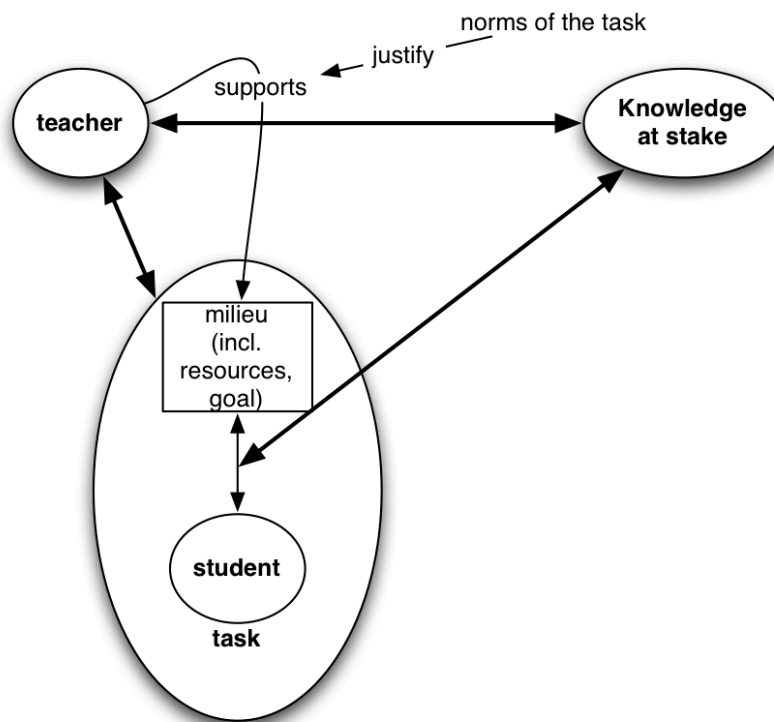 norms of the task
justify
supports
teacher
Knowledge
at stake
milieu
(incl.
resources,
goal)
student
task